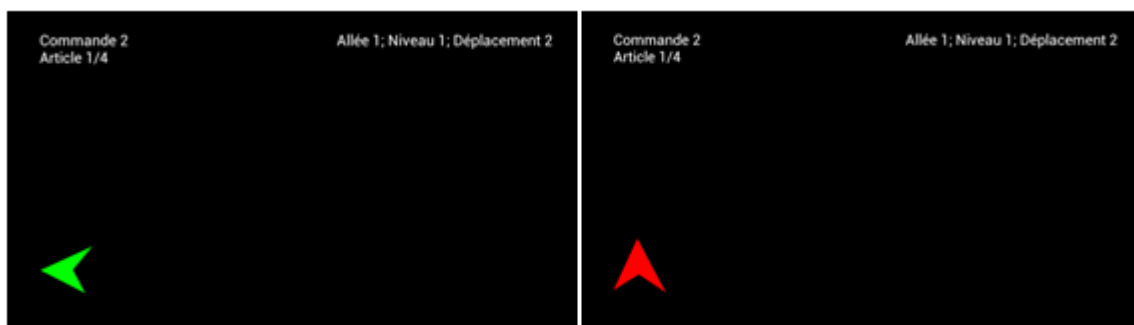 Commande 2
Article 1/4
Allée 1; Niveau 1; Déplacement 2
Commande 2
Article 1/4
Allée 1; Niveau 1; Déplacement 2